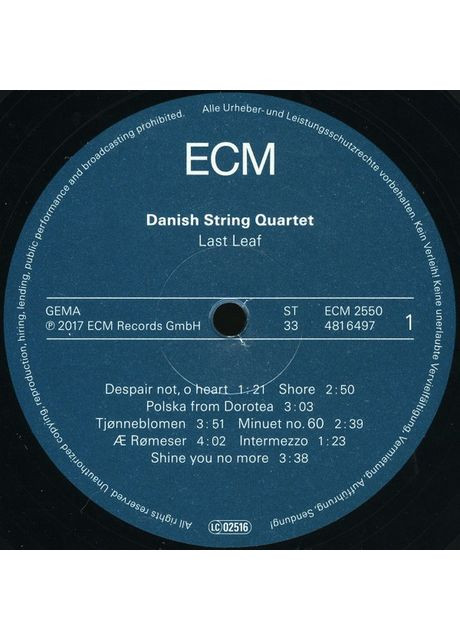 ECM
Danish String Quartet
Last Leaf
GEMA ST ECM 2550
℗ 2017 ECM Records GmbH 33 4816497 1
Despair not, o heart 1:21 Shore 2:50
Polska from Dorotea 3:03
Tjønneblomen 3:51 Minuet no. 60 2:39
Æ Rømeser 4:02 Intermezzo 1:23
Shine you no more 3:38
LC 02516
Alle Urheber- und Leistungsschutzrechte vorbehalten. Kein Verleih! Keine unerlaubte Vervielfältigung, Vermietung, Aufführung, Sendung!
All rights reserved. Unauthorized copying reproduction, hiring, lending, public performance and broadcasting prohibited.